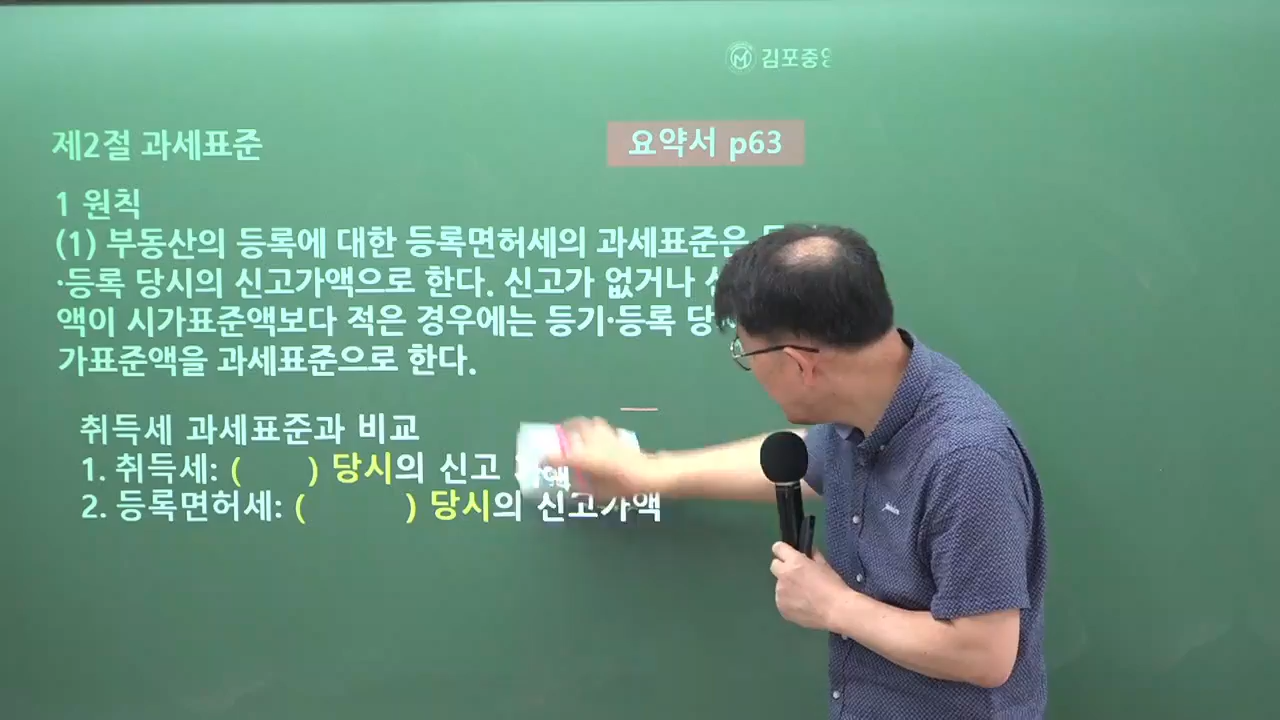 김포중앙
제2절 과세표준
요약서 p63
1 원칙
(1) 부동산의 등록에 대한 등록면허세의 과세표준은
·등록 당시의 신고가액으로 한다. 신고가 없거나
액이 시가표준액보다 적은 경우에는 등기·등록
가표준액을 과세표준으로 한다.
취득세 과세표준과 비교
1. 취득세: ( ) 당시의 신고
2. 등록면허세: ( ) 당시의 신고가액